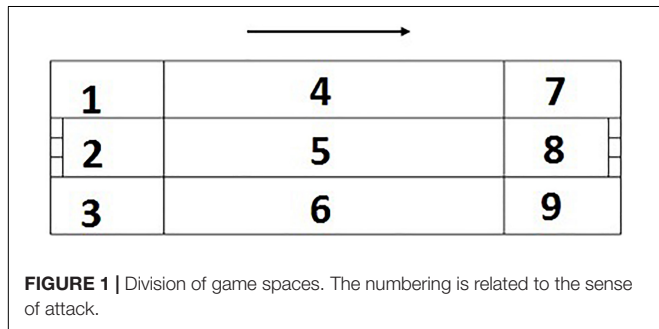 1 4 7
2 5 8
3 6 9
FIGURE 1 | Division of game spaces. The numbering is related to the sense
of attack.